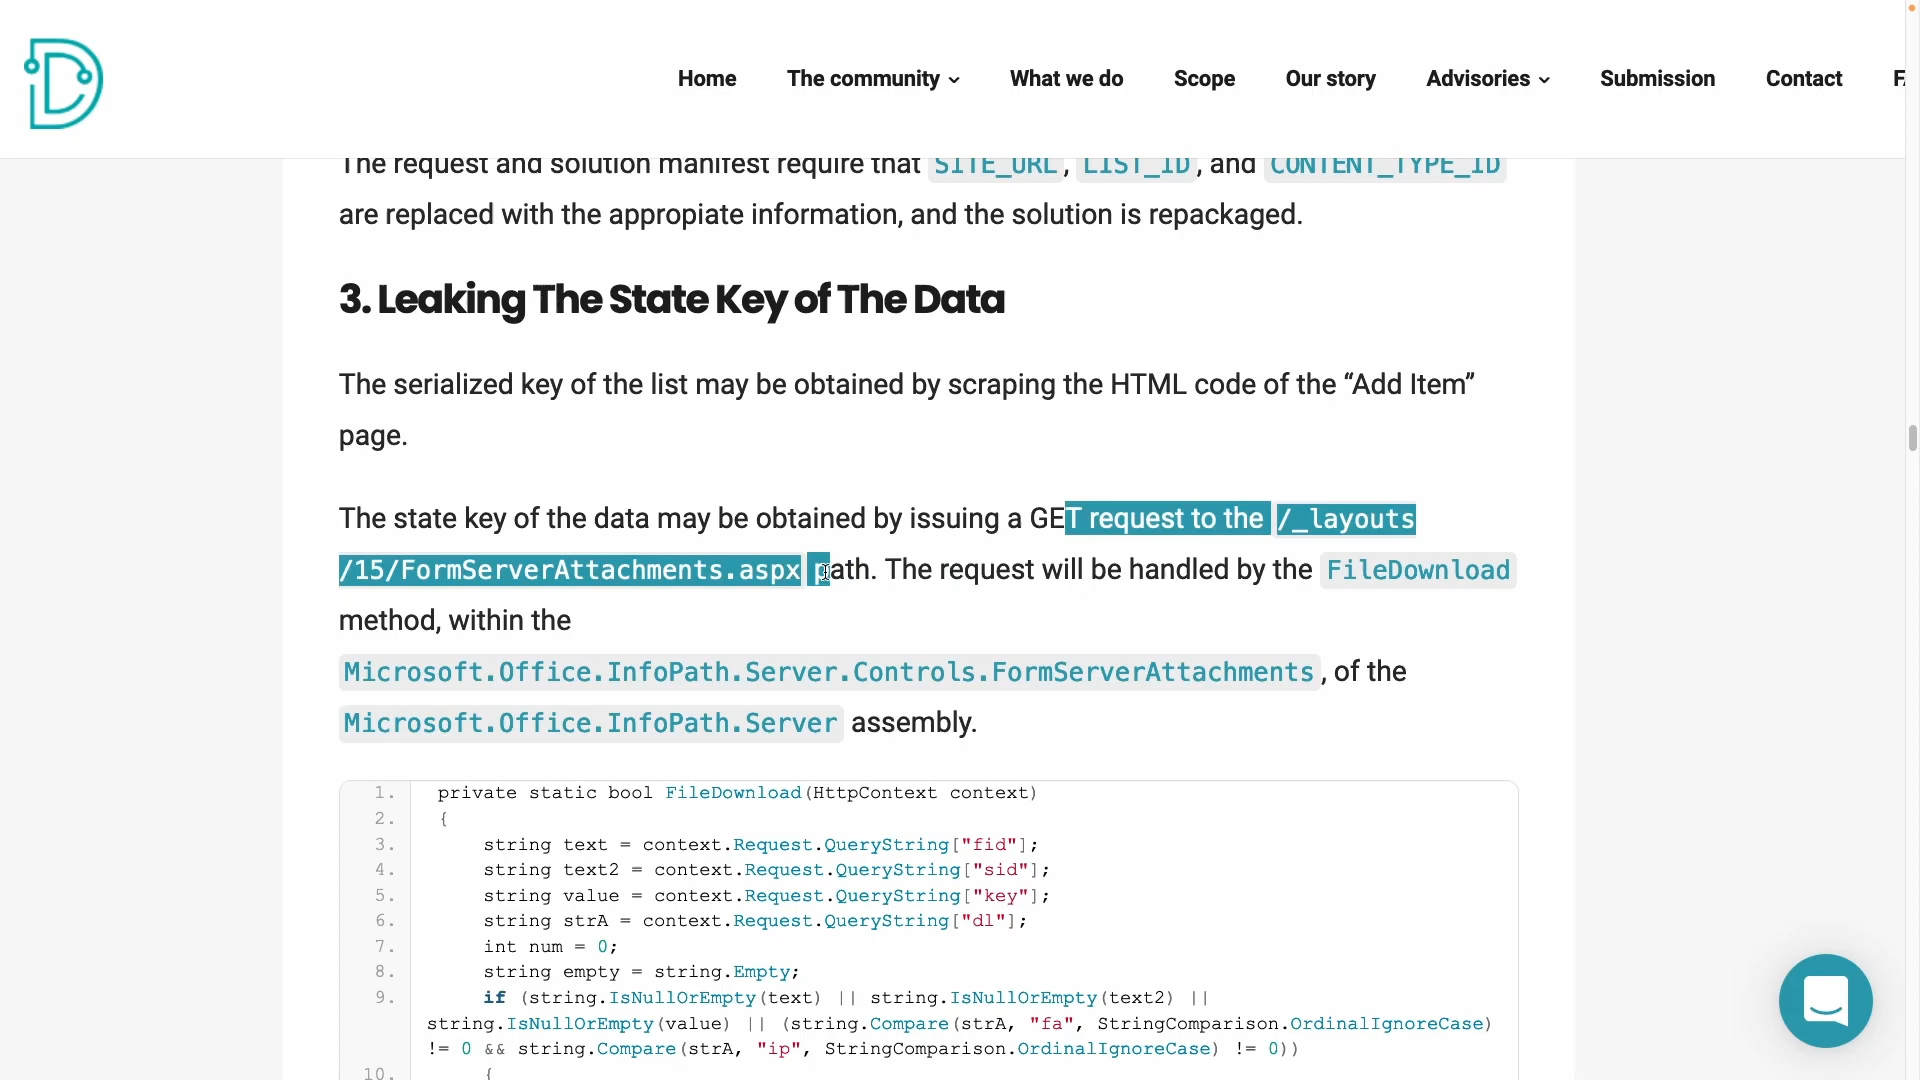 Home
The community
What we do
Scope
Our story
Advisories
Submission
Contact
The request and solution manifest require that SITE_URL, LIST_ID, and CONTENT_TYPE_ID
are replaced with the appropiate information, and the solution is repackaged.
3. Leaking The State Key of The Data
The serialized key of the list may be obtained by scraping the HTML code of the “Add Item”
page.
The state key of the data may be obtained by issuing a GET request to the /_layouts
/15/FormServerAttachments.aspx path. The request will be handled by the FileDownload
method, within the
Microsoft.Office.InfoPath.Server.Controls.FormServerAttachments, of the
Microsoft.Office.InfoPath.Server assembly.
1. private static bool FileDownload(HttpContext context)
2. {
3. string text = context.Request.QueryString["fid"];
4. string text2 = context.Request.QueryString["sid"];
5. string value = context.Request.QueryString["key"];
6. string strA = context.Request.QueryString["dl"];
7. int num = 0;
8. string empty = string.Empty;
9. if (string.IsNullOrEmpty(text) || string.IsNullOrEmpty(text2) ||
string.IsNullOrEmpty(value) || (string.Compare(strA, "fa", StringComparison.OrdinalIgnoreCase)
!= 0 && string.Compare(strA, "ip", StringComparison.OrdinalIgnoreCase) != 0))
10. {